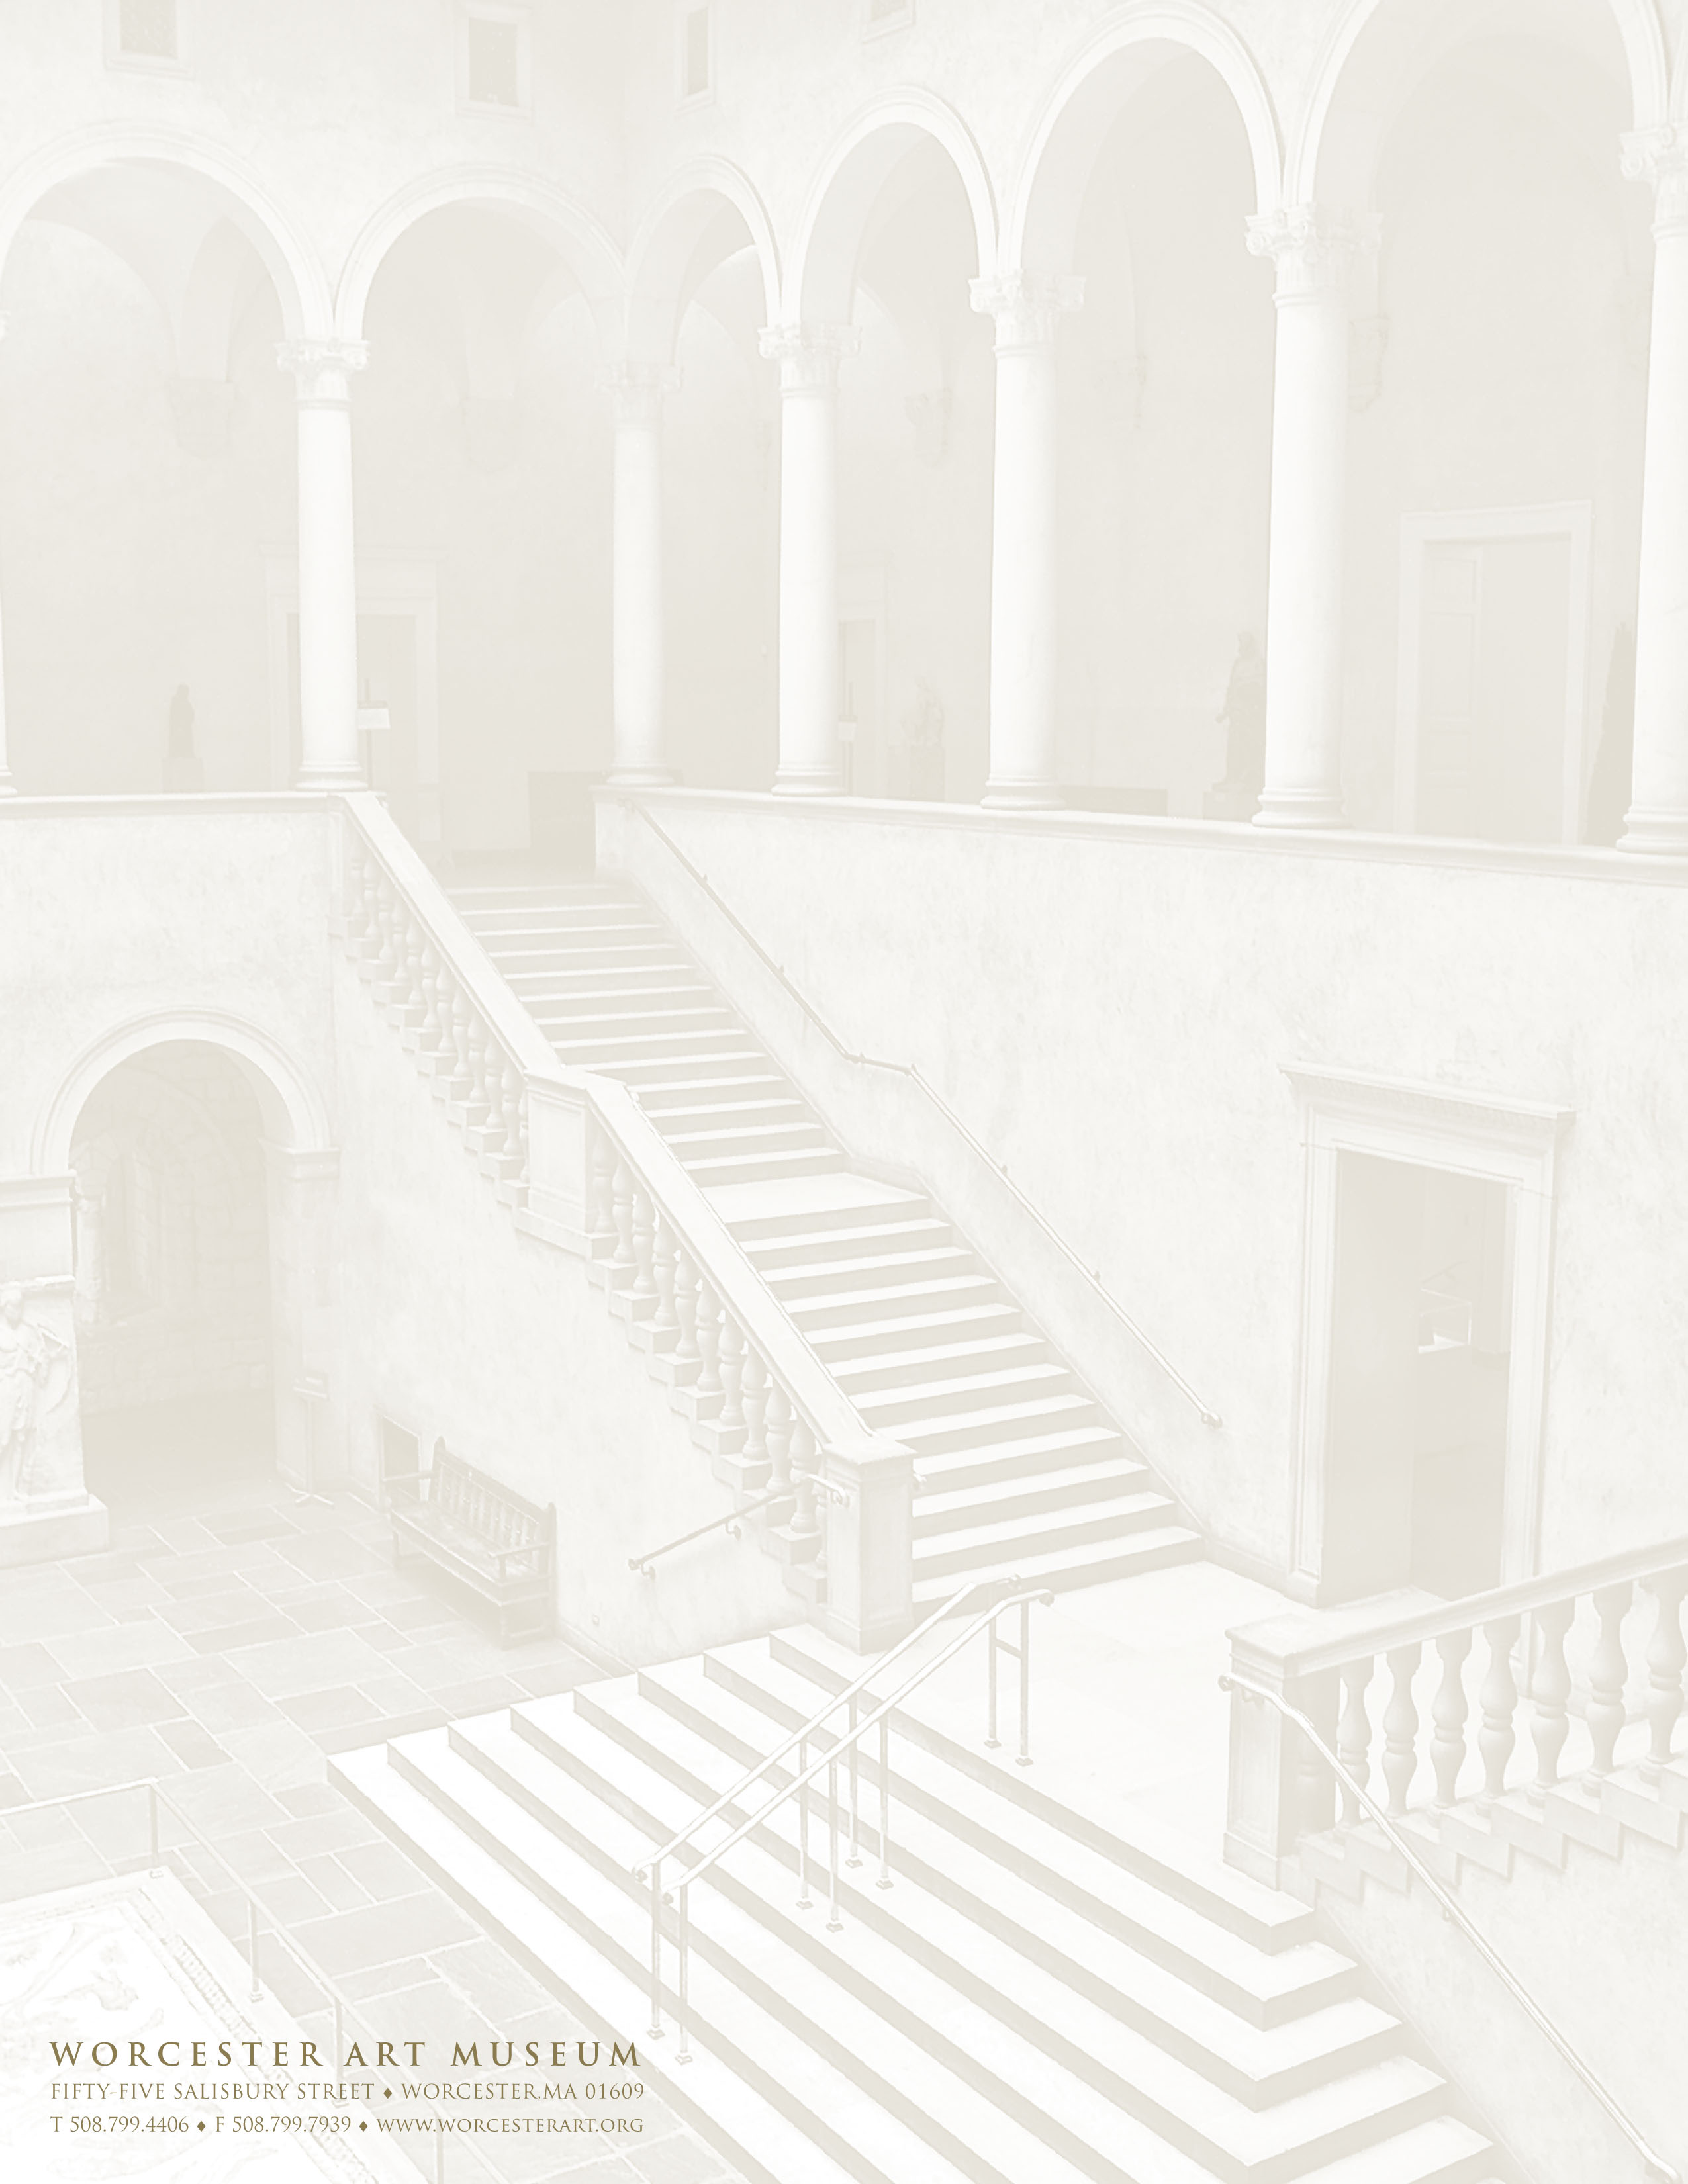 WORCESTER ART MUSEUM
FIFTY-FIVE SALISBURY STREET ♦ WORCESTER,MA 01609
T 508.799.4406 ♦ F 508.799.7939 ♦ WWW.WORCESTERART.ORG